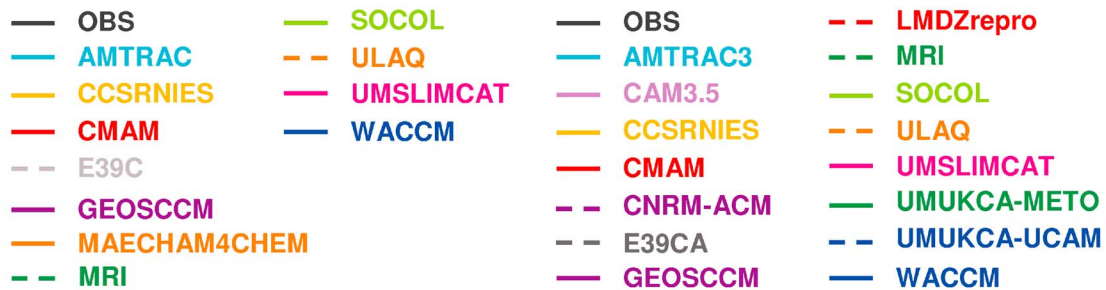 OBS
AMTRAC
CCSRNIES
CMAM
E39C
GEOSCCM
MAECHAM4CHEM
MRI
SOCOL
ULAQ
UMSLIMCAT
WACCM
OBS
AMTRAC3
CAM3.5
CCSRNIES
CMAM
CNRM-ACM
E39CA
GEOSCCM
LMDZrepro
MRI
SOCOL
ULAQ
UMSLIMCAT
UMUKCA-METO
UMUKCA-UCAM
WACCM